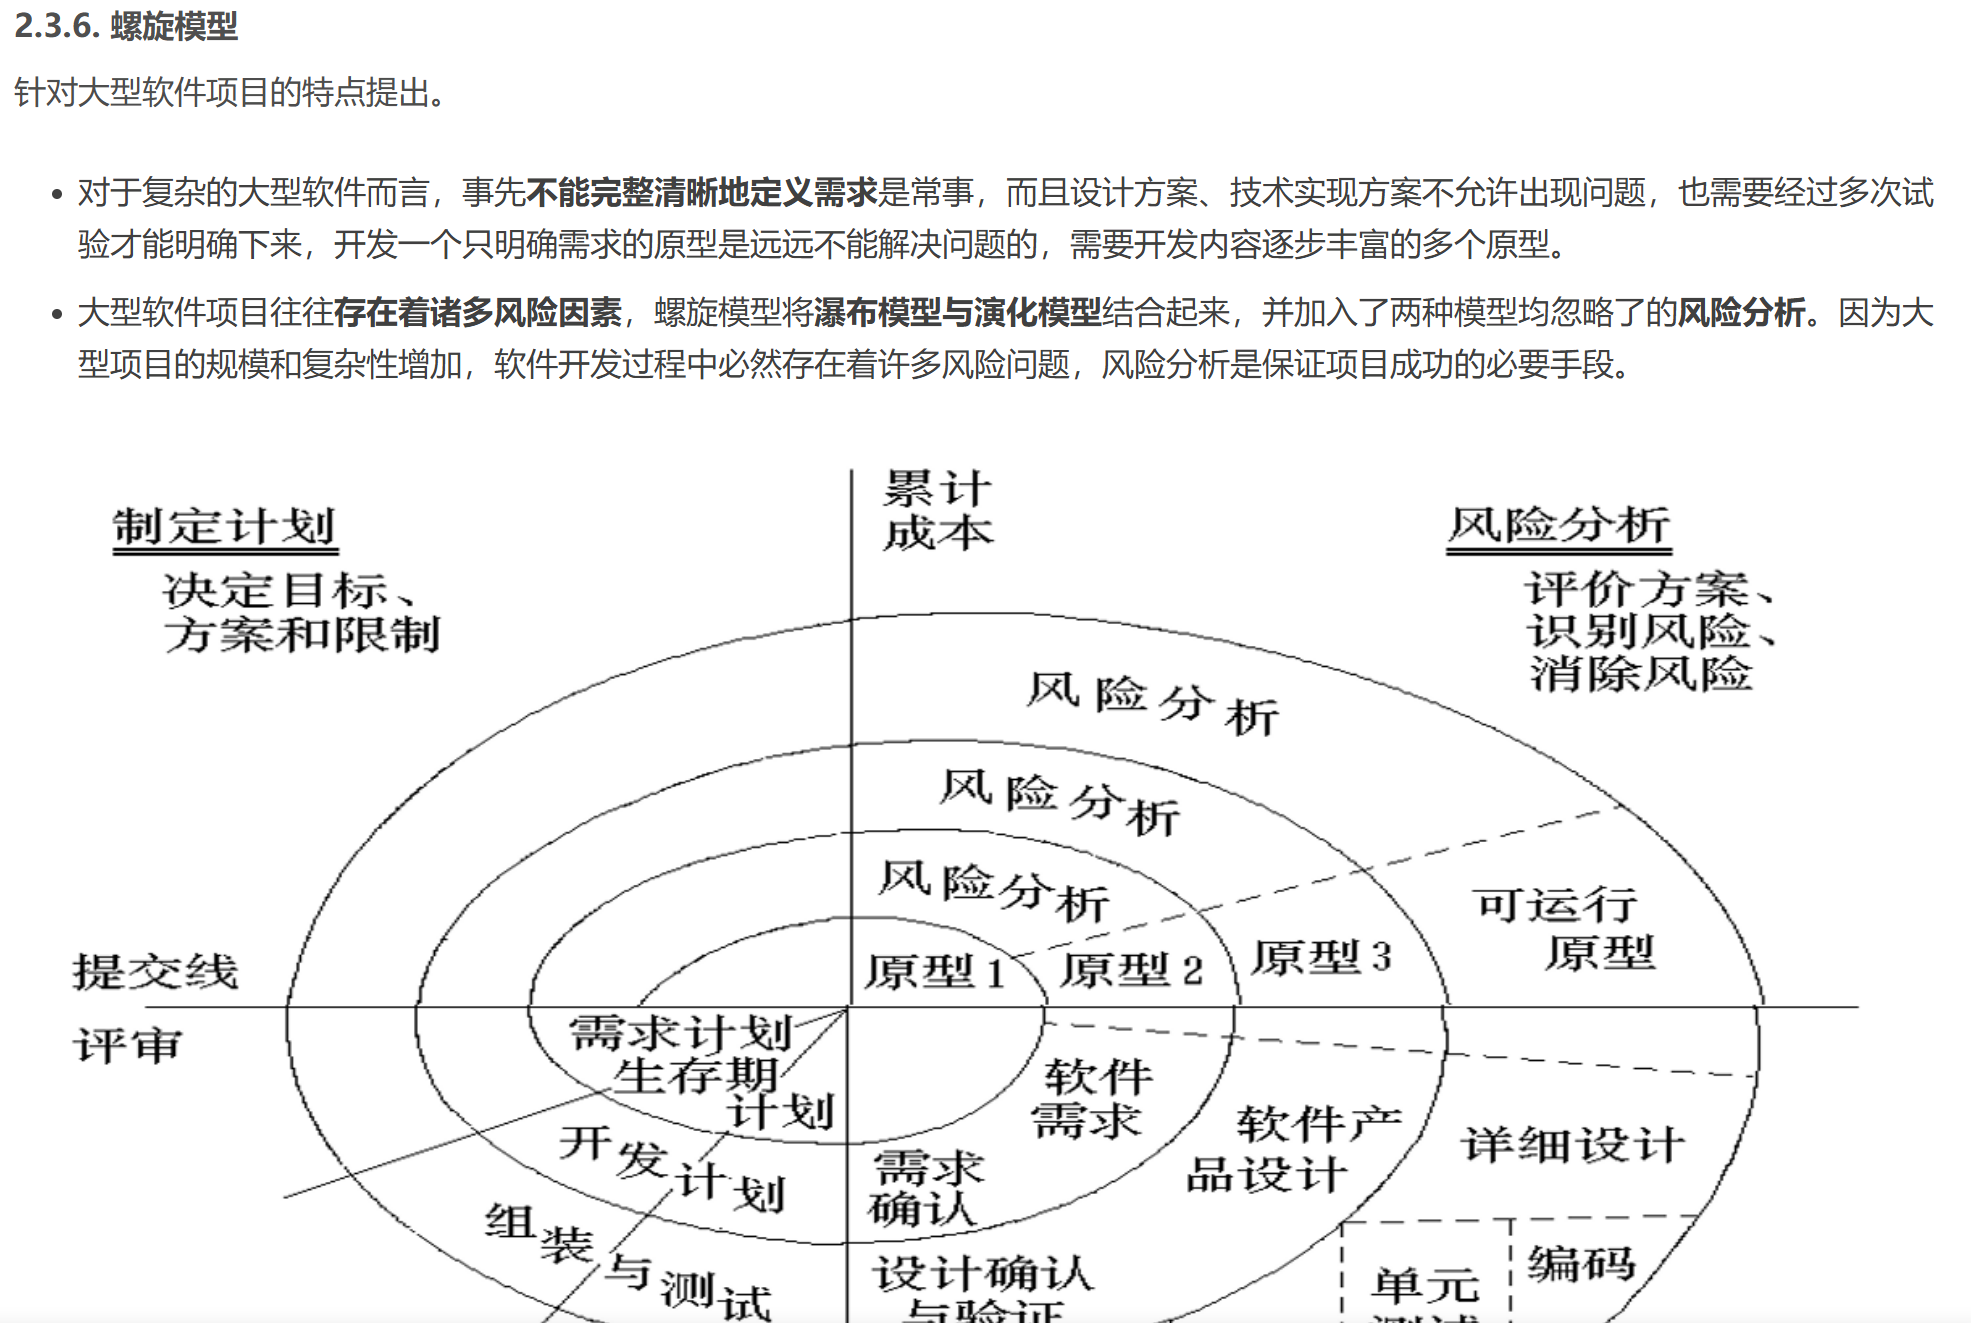 2.3.6. 螺旋模型
针对大型软件项目的特点提出。
对于复杂的大型软件而言，事先不能完整清晰地定义需求是常事，而且设计方案、技术实现方案不允许出现问题，也需要经过多次试
验才能明确下来，开发一个只明确需求的原型是远远不能解决问题的，需要开发内容逐步丰富的多个原型。
大型软件项目往往存在着诸多风险因素，螺旋模型将瀑布模型与演化模型结合起来，并加入了两种模型均忽略了的风险分析。因为大
型项目的规模和复杂性增加，软件开发过程中必然存在着许多风险问题，风险分析是保证项目成功的必要手段。
累计
成本
制定计划
决定目标、
方案和限制
风险分析
评价方案、
识别风险、
消除风险
风险分析
风险分析
风险分析
可运行
原型
原型1
原型2
原型3
提交线
评审
需求计划
生存期
计划
开发计划
组装与测试
软件
需求
需求
确认
软件产
品设计
设计确认
与验证
详细设计
编码
单元
测试